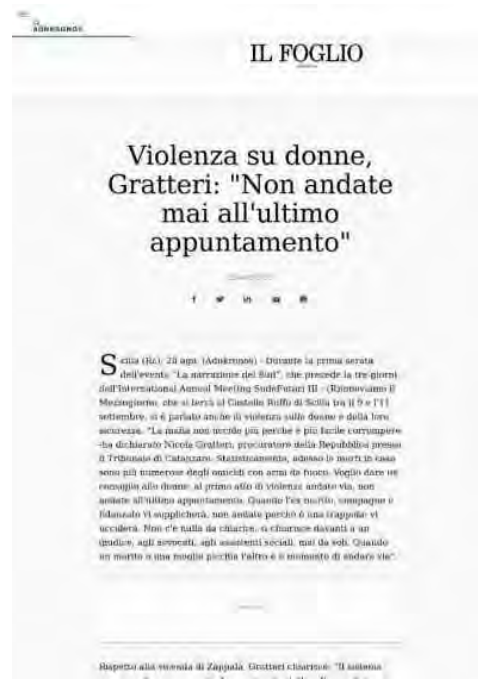 ADNKRONOS
IL FOGLIO
Violenza su donne,
Gratteri: "Non andate
mai all'ultimo
appuntamento"
Scilla (Rc), 28 ago. (Adnkronos) - Durante la prima serata
dell'evento "La narrazione del Sud", che precede la tre giorni
dell'International Annual Meeting SudeFuturi III - (Ri)muoviamo il
Mezzogiorno, che si terrà al Castello Ruffo di Scilla tra il 9 e l'11
settembre, si è parlato anche di violenza sulle donne e della loro
sicurezza. "La mafia non uccide più perché è più facile corrompere
-ha dichiarato Nicola Gratteri, procuratore della Repubblica presso
il Tribunale di Catanzaro. Statisticamente, adesso le morti in casa
sono più numerose degli omicidi con armi da fuoco. Voglio dare un
consiglio alle donne: al primo atto di violenza andate via, non
andate all'ultimo appuntamento. Quando l'ex marito, compagno o
fidanzato vi supplicherà, non andate perché è una trappola: vi
ucciderà. Non c'è nulla da chiarire, si chiarisce davanti a un
giudice, agli avvocati, agli assistenti sociali, mai da soli. Quando
un marito o una moglie picchia l'altro è il momento di andare via".
Rispetto alla vicenda di Zappalà, Gratteri chiarisce: "Il sistema